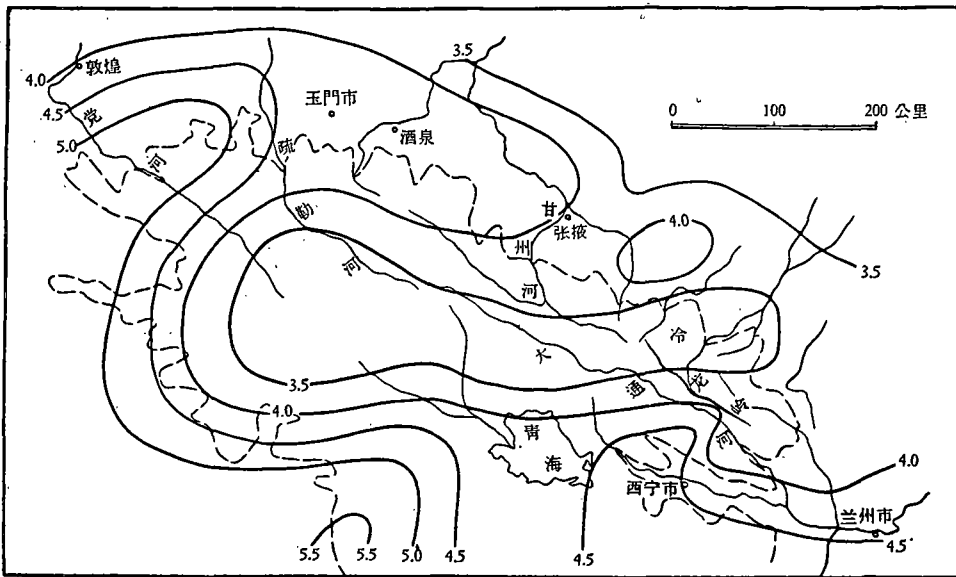 3.5
4.0
敦煌
4.5
玉門市
0 100 200 公里
党
5.0
酒泉
疏
河
甘
勒
张掖
4.0
州
河
河
3.5
冷
大
3.5
通
龙
岭
4.0
青
河
海
4.0
西宁市
兰州市
5.5
5.5
5.0
4.5
4.5
4.5